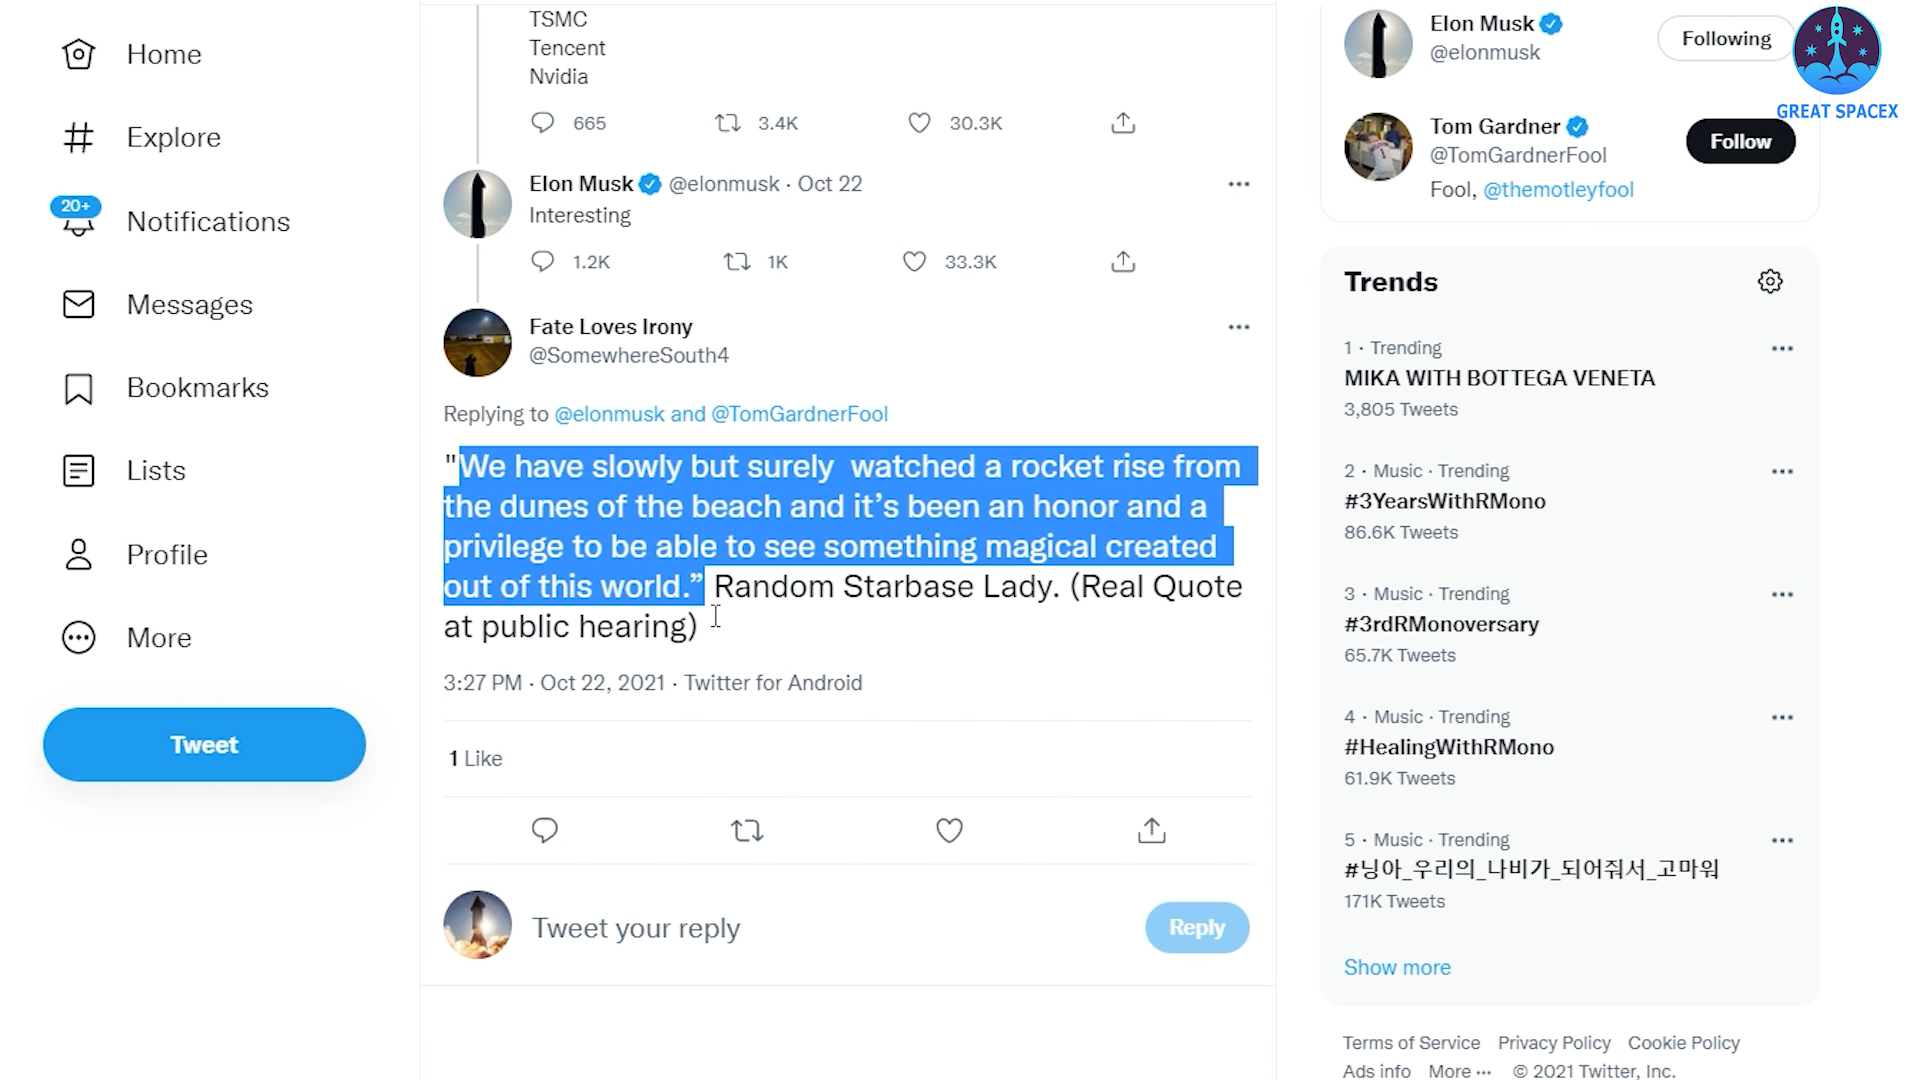 Home
Explore
20+
Notifications
Messages
Bookmarks
Lists
Profile
More
Tweet
TSMC
Tencent
Nvidia
665 3.4K 30.3K
Elon Musk @elonmusk · Oct 22
Interesting
1.2K 1K 33.3K
Fate Loves Irony
@SomewhereSouth4
Replying to @elonmusk and @TomGardnerFool
"We have slowly but surely  watched a rocket rise from
the dunes of the beach and it’s been an honor and a
privilege to be able to see something magical created
out of this world.” Random Starbase Lady. (Real Quote
at public hearing)
3:27 PM · Oct 22, 2021 · Twitter for Android
1 Like
Tweet your reply
Reply
Elon Musk
@elonmusk
Following
GREAT SPACEX
Tom Gardner
@TomGardnerFool
Follow
Fool, @themotleyfool
Trends
1 · Trending
MIKA WITH BOTTEGA VENETA
3,805 Tweets
2 · Music · Trending
#3YearsWithRMono
86.6K Tweets
3 · Music · Trending
#3rdRMonoversary
65.7K Tweets
4 · Music · Trending
#HealingWithRMono
61.9K Tweets
5 · Music · Trending
#닝아_우리의_나비가_되어줘서_고마워
171K Tweets
Show more
Terms of Service Privacy Policy Cookie Policy
Ads info More ··· © 2021 Twitter, Inc.